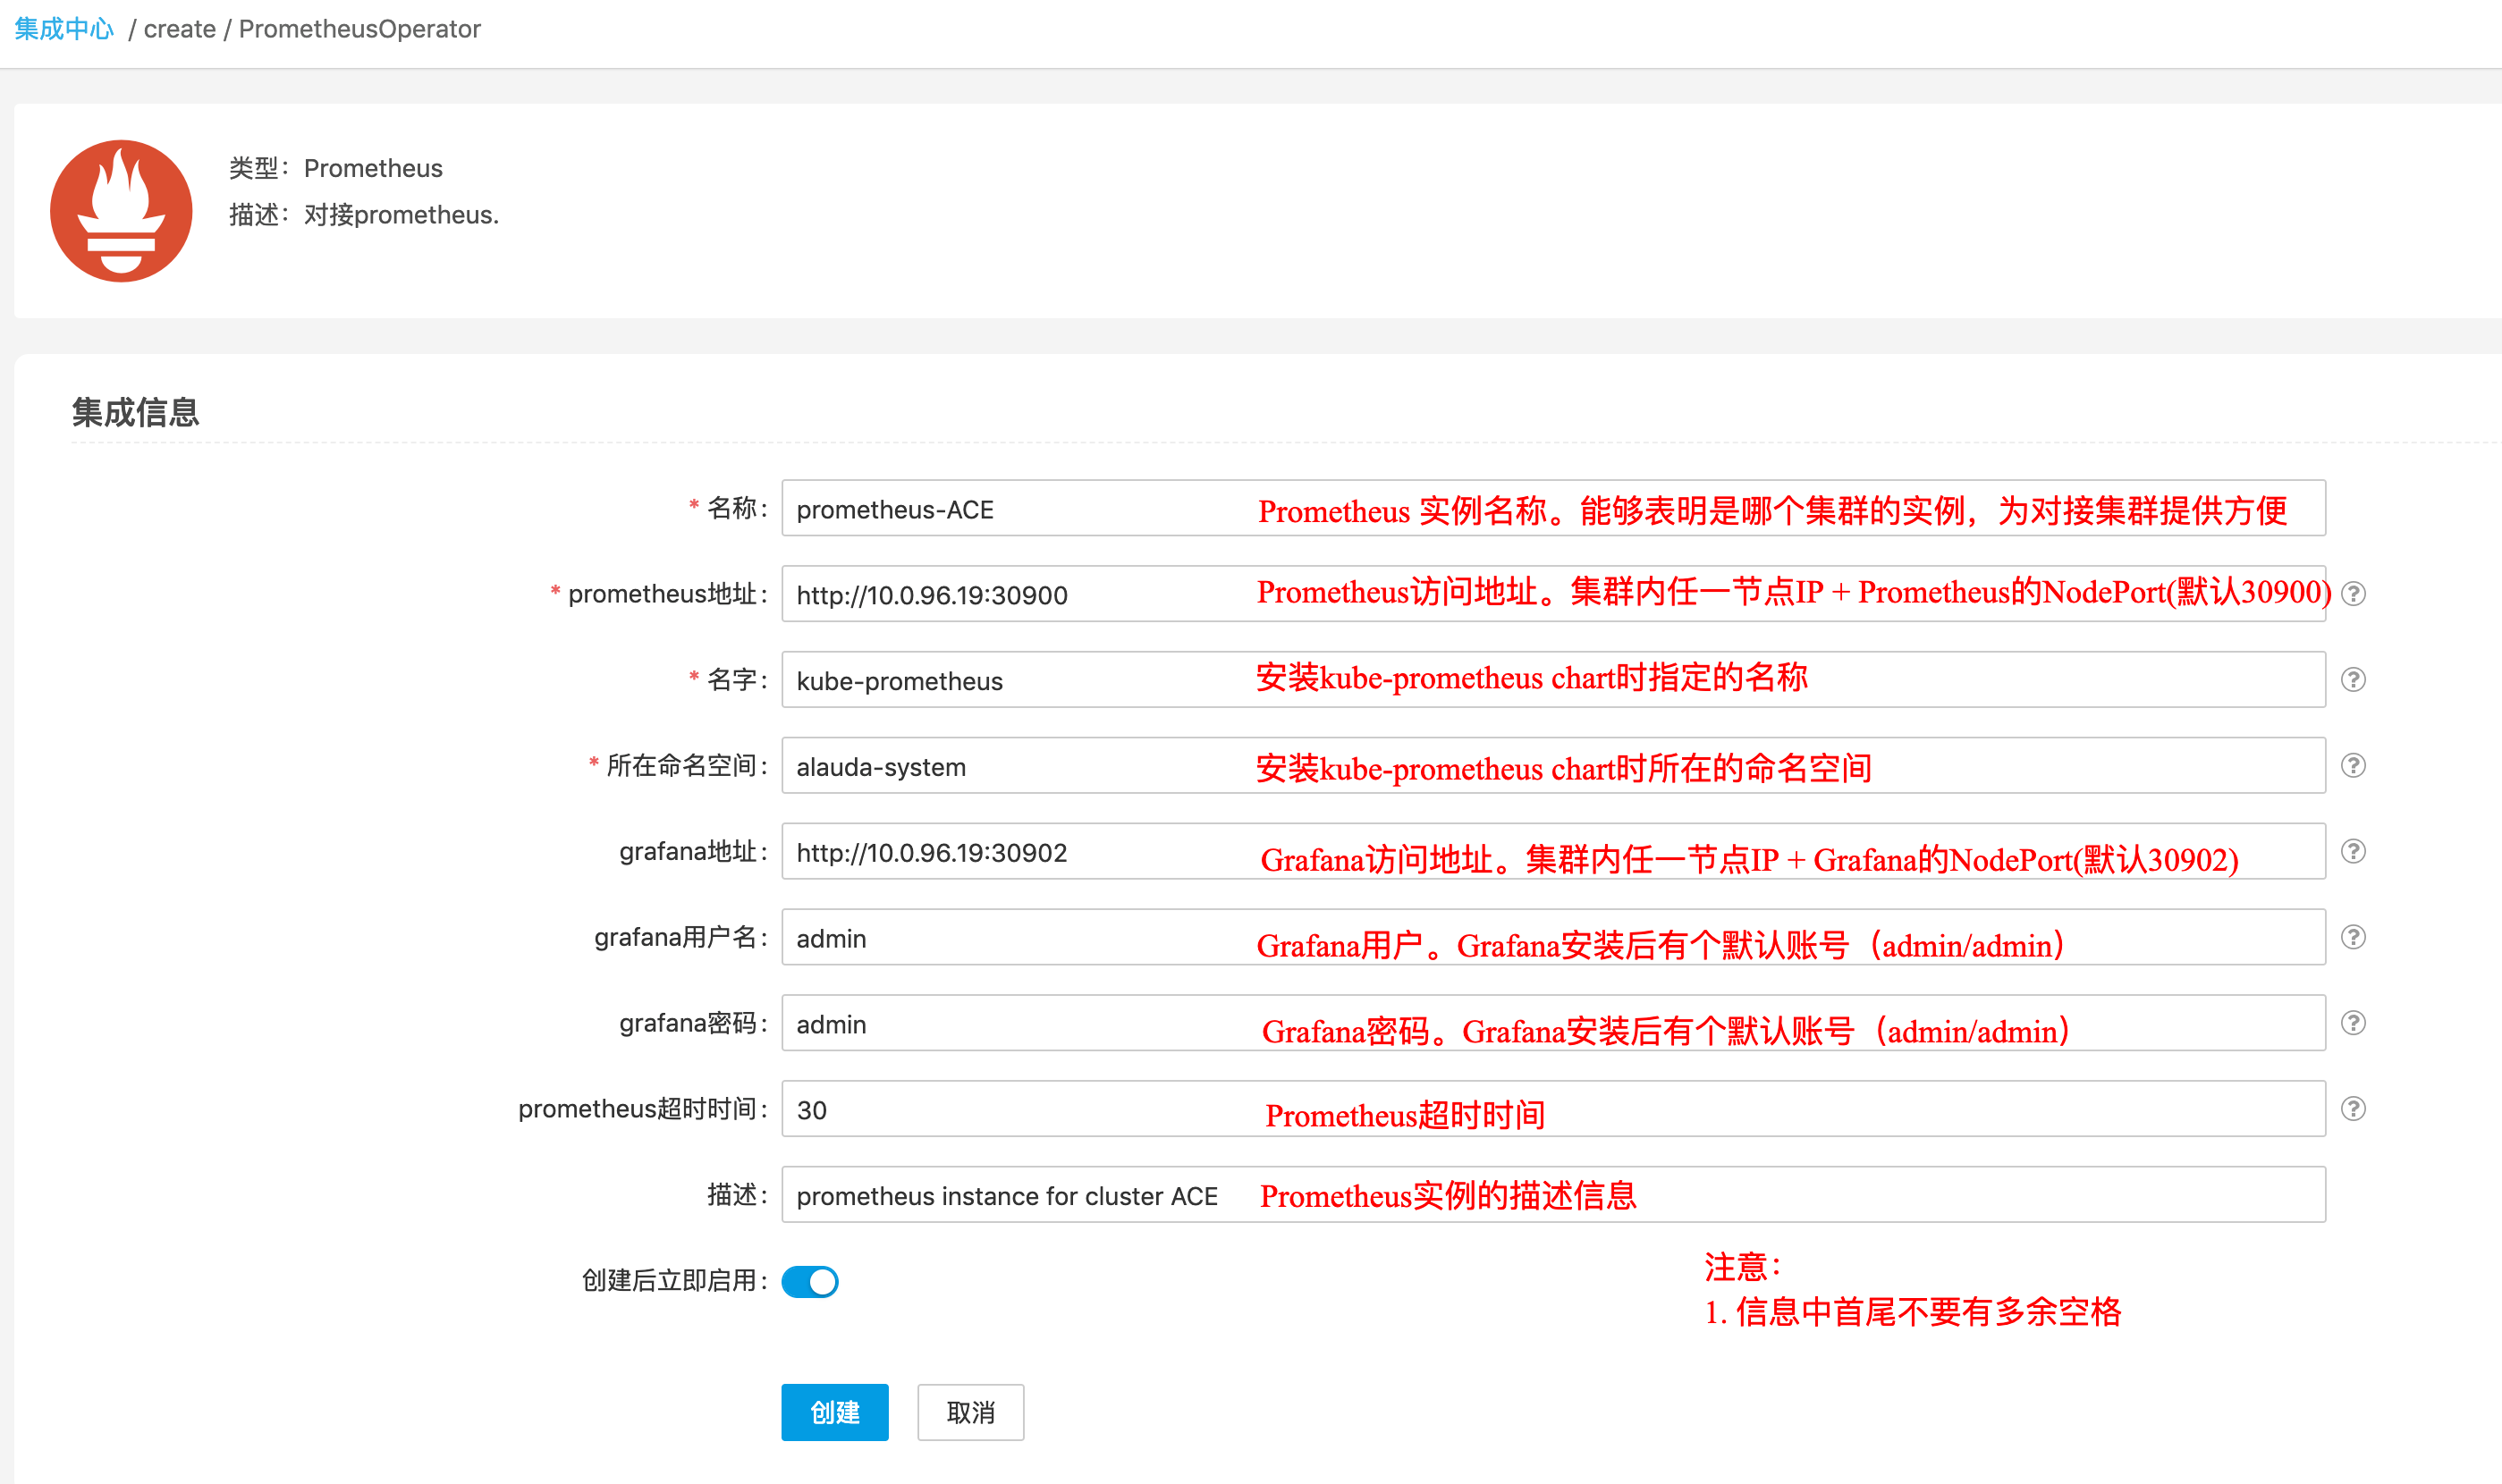 集成中心 / create / PrometheusOperator
类型： Prometheus
描述： 对接prometheus.
集成信息
* 名称： prometheus-ACE Prometheus 实例名称。能够表明是哪个集群的实例，为对接集群提供方便
* prometheus地址： http://10.0.96.19:30900 Prometheus访问地址。集群内任一节点IP + Prometheus的NodePort(默认30900) ?
* 名字： kube-prometheus 安装kube-prometheus chart时指定的名称 ?
* 所在命名空间： alauda-system 安装kube-prometheus chart时所在的命名空间 ?
grafana地址： http://10.0.96.19:30902 Grafana访问地址。集群内任一节点IP + Grafana的NodePort(默认30902) ?
grafana用户名： admin Grafana用户。Grafana安装后有个默认账号（admin/admin） ?
grafana密码： admin Grafana密码。Grafana安装后有个默认账号（admin/admin） ?
prometheus超时时间： 30 Prometheus超时时间 ?
描述： prometheus instance for cluster ACE Prometheus实例的描述信息
创建后立即启用：
注意：
1. 信息中首尾不要有多余空格
创建 取消